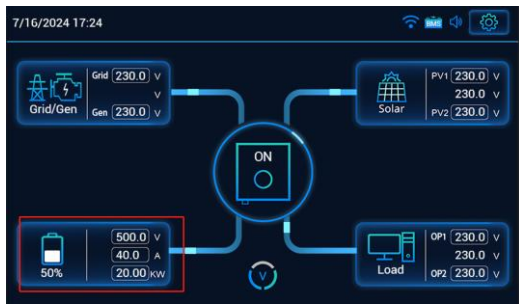 7/16/2024 17:24
BMS
Grid 230.0 V
V
Gen 230.0 V
Grid/Gen
PV1 230.0 V
230.0 V
PV2 230.0 V
Solar
ON
500.0 V
40.0 A
20.00 KW
50%
V
OP1 230.0 V
230.0 V
OP2 230.0 V
Load